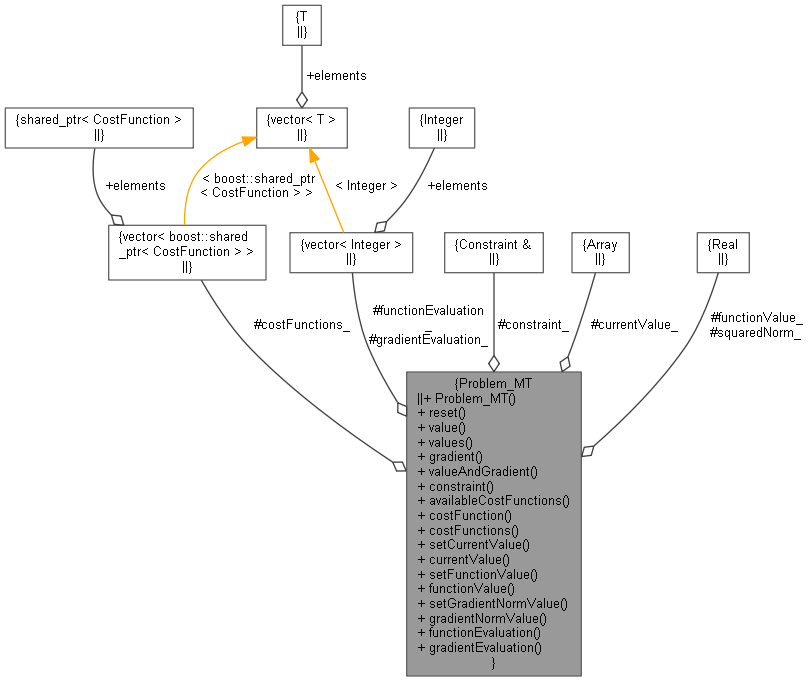 {T
||}
+elements
{shared_ptr< CostFunction >
||}
{vector< T >
||}
{Integer
||}
+elements
< boost::shared_ptr
< CostFunction > >
< Integer >
+elements
{vector< boost::shared
_ptr< CostFunction > >
||}
{vector< Integer >
||}
{Constraint &
||}
{Array
||}
{Real
||}
#costFunctions_
#functionEvaluation
_
#gradientEvaluation_
#constraint_
#currentValue_
#functionValue_
#squaredNorm_
{Problem_MT
||+ Problem_MT()
+ reset()
+ value()
+ values()
+ gradient()
+ valueAndGradient()
+ constraint()
+ availableCostFunctions()
+ costFunction()
+ costFunctions()
+ setCurrentValue()
+ currentValue()
+ setFunctionValue()
+ functionValue()
+ setGradientNormValue()
+ gradientNormValue()
+ functionEvaluation()
+ gradientEvaluation()
}